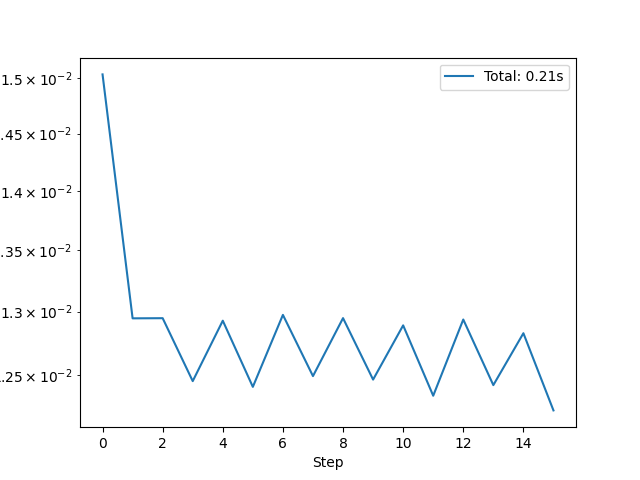 Total: 0.21s
1.5 × 10⁻²
.45 × 10⁻²
1.4 × 10⁻²
.35 × 10⁻²
1.3 × 10⁻²
.25 × 10⁻²
0 2 4 6 8 10 12 14
Step